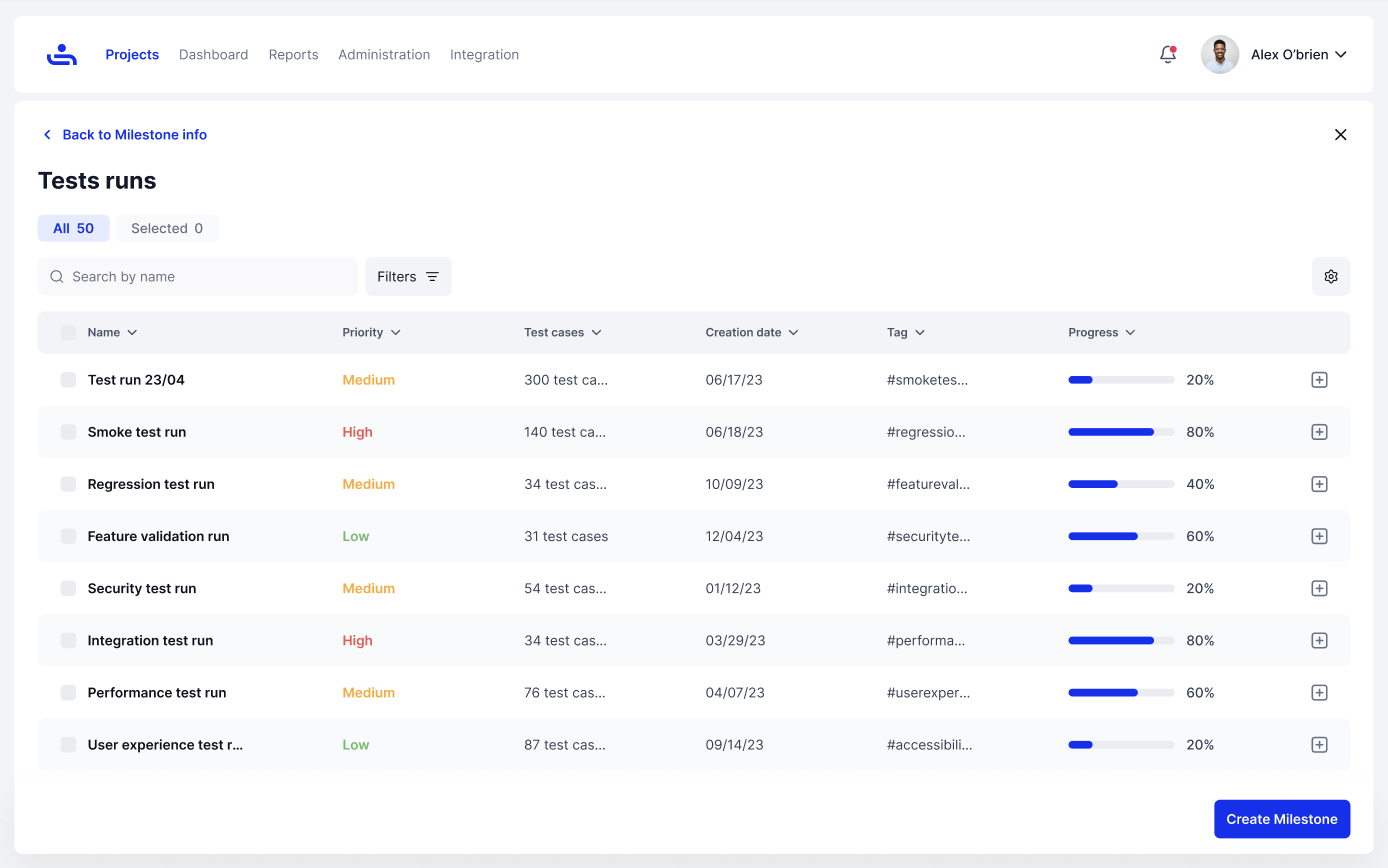 Projects Dashboard Reports Administration Integration Alex O’brien
Back to Milestone info
Tests runs
All 50 Selected 0
Search by name Filters
Name Priority Test cases Creation date Tag Progress
Test run 23/04 Medium 300 test ca... 06/17/23 #smoketes... 20%
Smoke test run High 140 test ca... 06/18/23 #regressio... 80%
Regression test run Medium 34 test cas... 10/09/23 #featureval... 40%
Feature validation run Low 31 test cases 12/04/23 #securityte... 60%
Security test run Medium 54 test cas... 01/12/23 #integratio... 20%
Integration test run High 34 test cas... 03/29/23 #performa... 80%
Performance test run Medium 76 test cas... 04/07/23 #userexper... 60%
User experience test r... Low 87 test cas... 09/14/23 #accessibili... 20%
Create Milestone